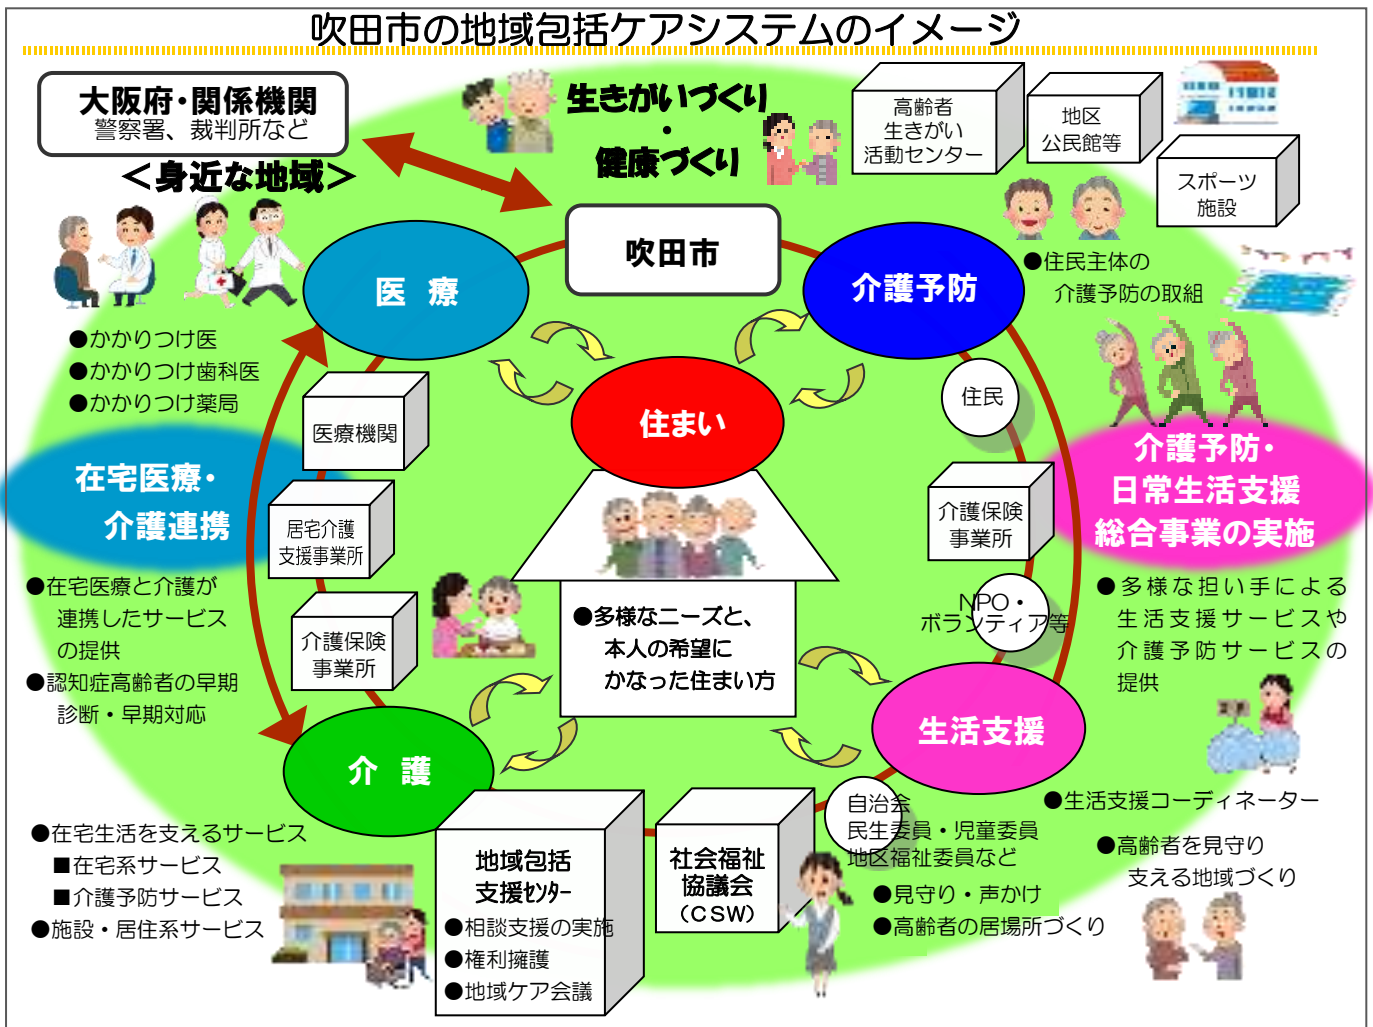 吹田市の地域包括ケアシステムのイメージ
大阪府・関係機関
警察署、裁判所など
＜身近な地域＞
生きがいづくり
・
健康づくり
高齢者
生きがい
活動センター
地区
公民館等
スポーツ
施設
吹田市
医 療
介護予防
●住民主体の
介護予防の取組
●かかりつけ医
●かかりつけ歯科医
●かかりつけ薬局
住まい
住民
医療機関
在宅医療・
介護連携
居宅介護
支援事業所
介護保険
事業所
介護予防・
日常生活支援
総合事業の実施
介護保険
事業所
NPO・
ボランティア等
●在宅医療と介護が
連携したサービス
の提供
●認知症高齢者の早期
診断・早期対応
●多様なニーズと、
本人の希望に
かなった住まい方
●多様な担い手による
生活支援サービスや
介護予防サービスの
提供
介 護
生活支援
●在宅生活を支えるサービス
■在宅系サービス
■介護予防サービス
●施設・居住系サービス
地域包括
支援ｾﾝﾀｰ
●相談支援の実施
●権利擁護
●地域ケア会議
社会福祉
協議会
（ＣＳＷ）
自治会
民生委員・児童委員
地区福祉委員など
●見守り・声かけ
●高齢者の居場所づくり
●生活支援コーディネーター
●高齢者を見守り
支える地域づくり